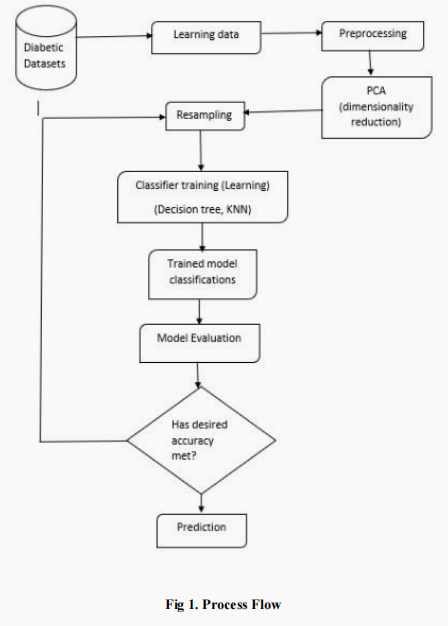 Diabetic
Datasets
Learning data
Preprocessing
PCA
(dimensionality
reduction)
Resampling
Classifier training (Learning)
(Decision tree, KNN)
Trained model
classifications
Model Evaluation
Has desired
accuracy
met?
Prediction
Fig 1. Process Flow